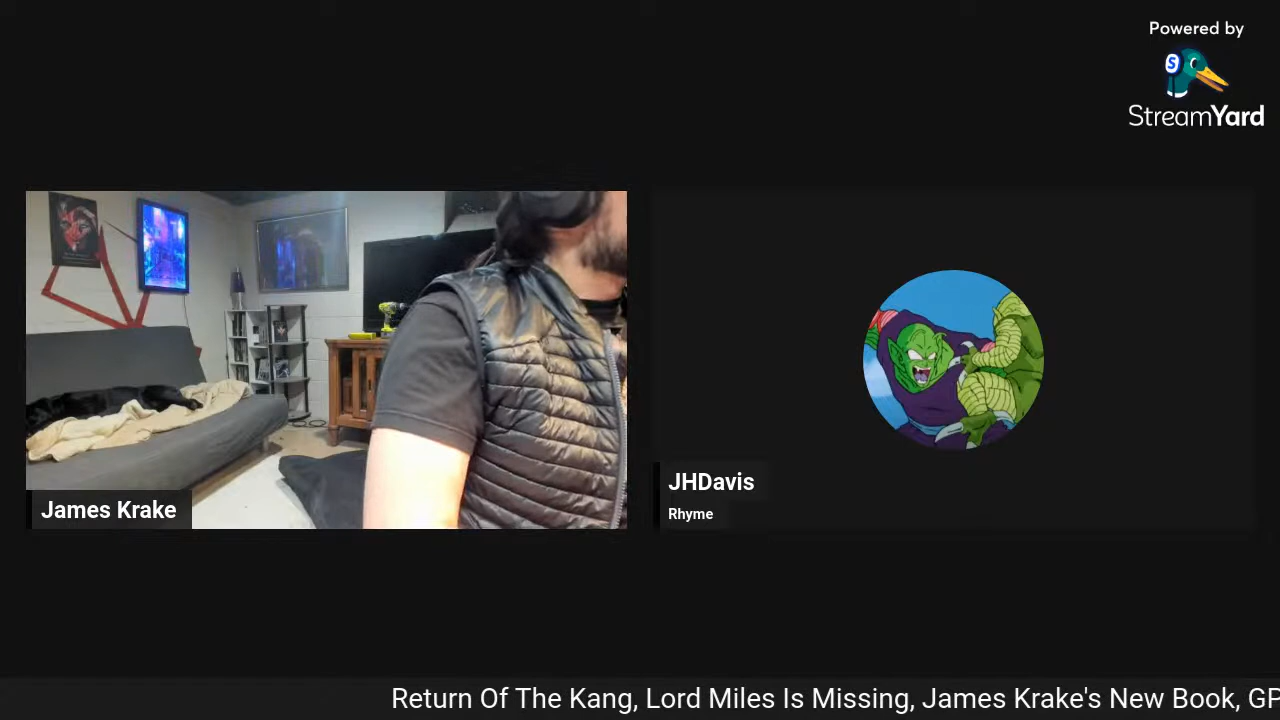 Powered by
S
StreamYard
James Krake
JHDavis
Rhyme
Return Of The Kang, Lord Miles Is Missing, James Krake's New Book, GP